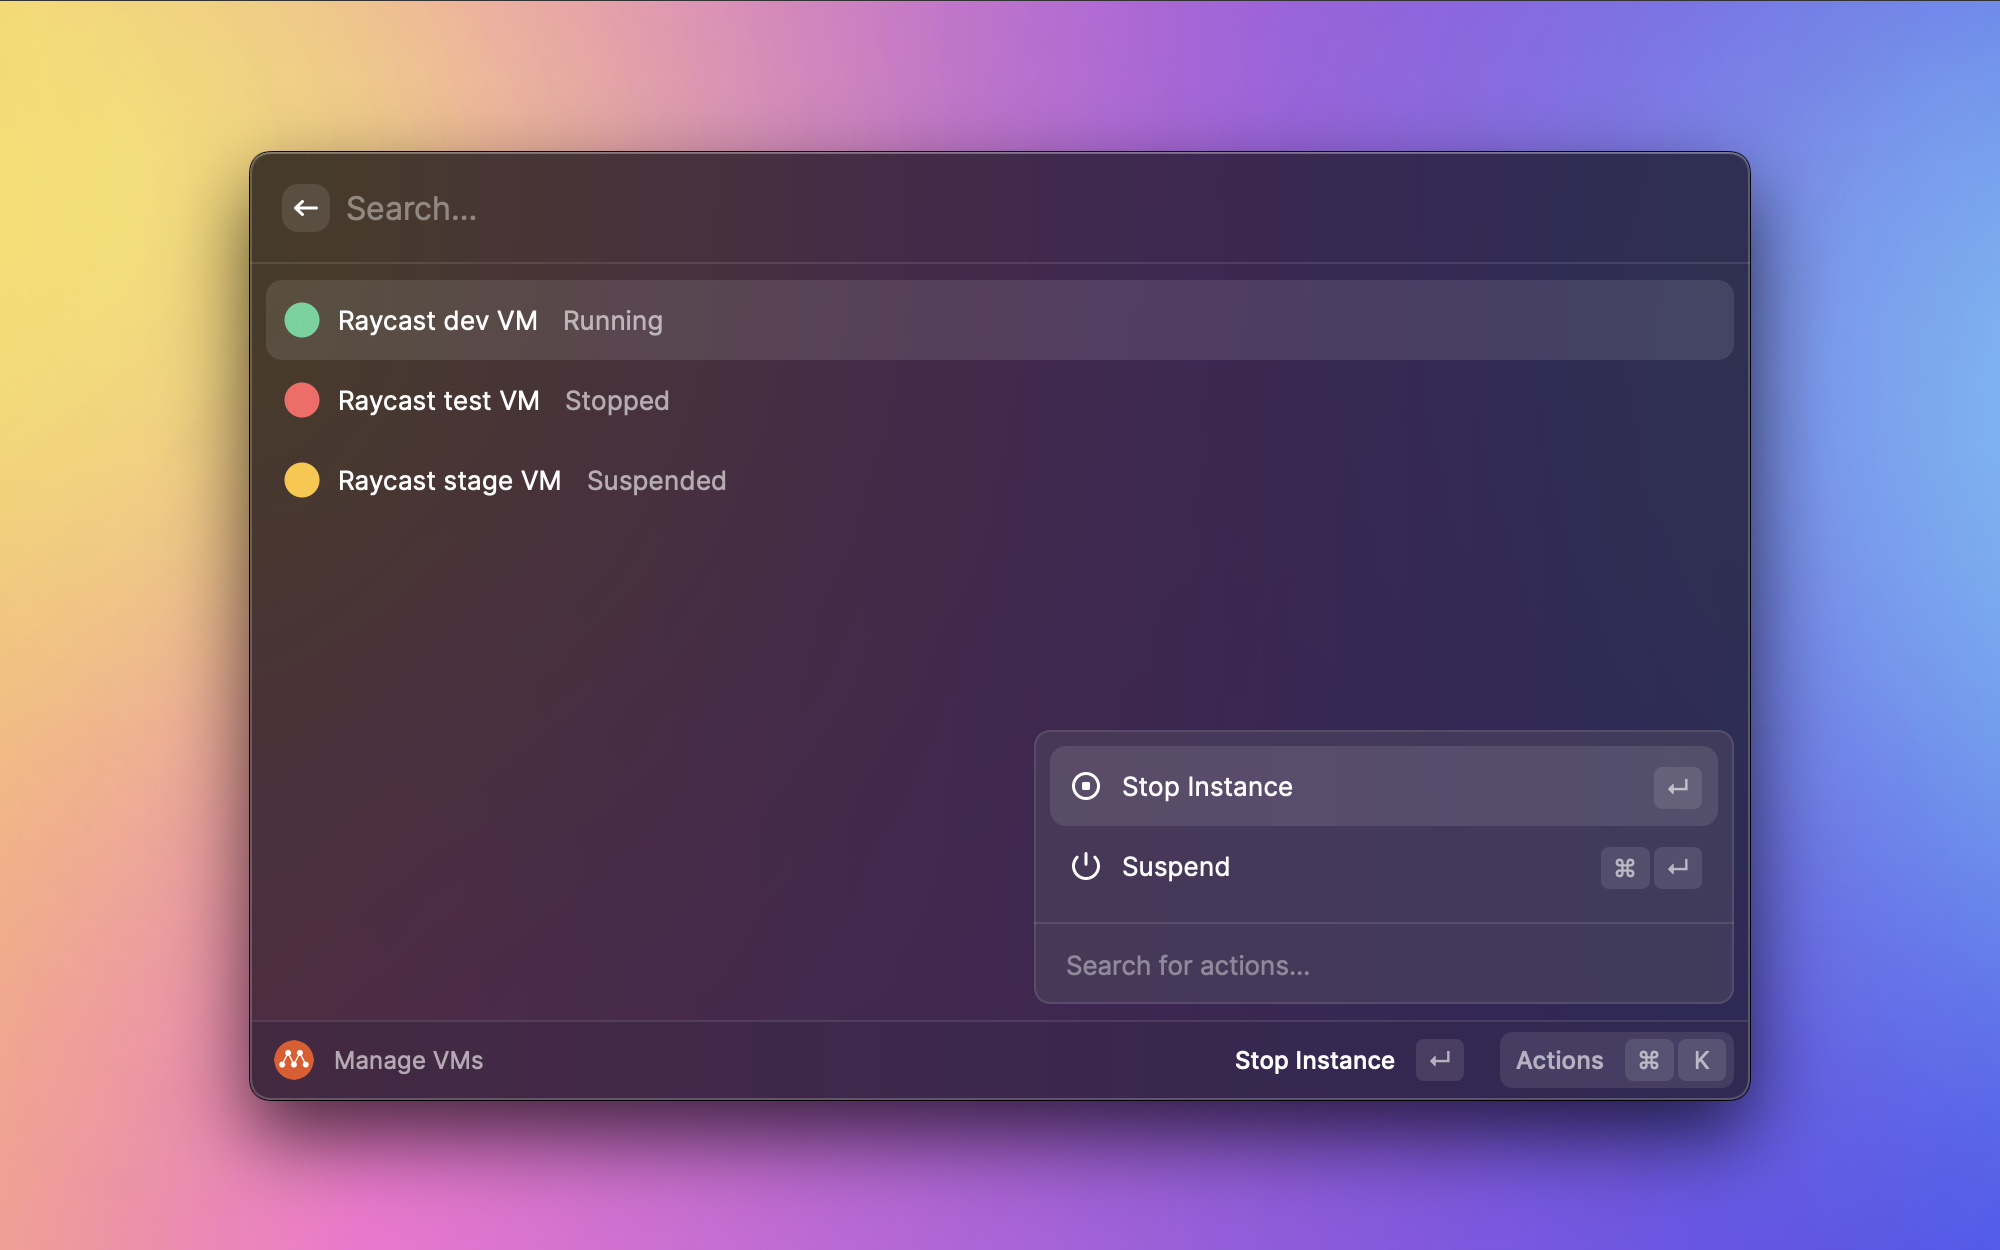 Search...
Raycast dev VM Running
Raycast test VM Stopped
Raycast stage VM Suspended
Stop Instance ↵
Suspend ⌘ ↵
Search for actions...
Manage VMs Stop Instance ↵ Actions ⌘ K